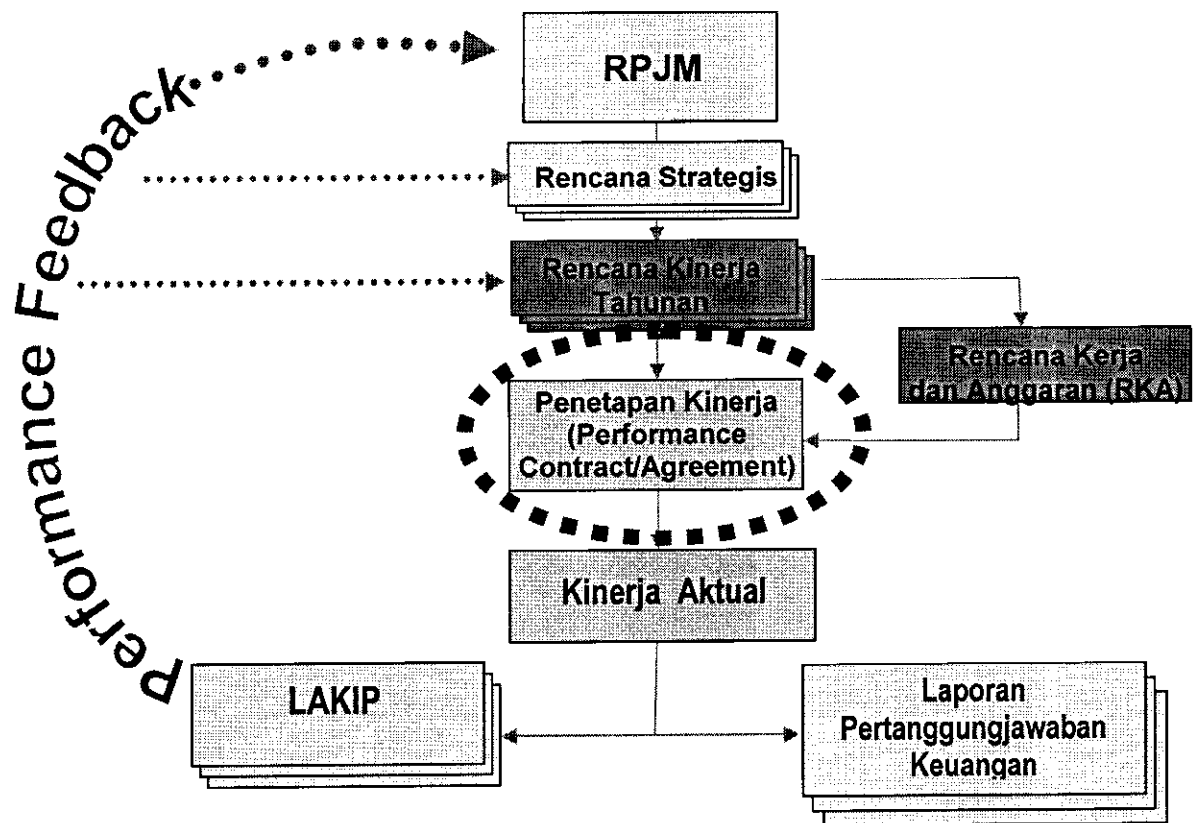 Performance Feedback
RPJM
Rencana Strategis
Rencana Kinerja
Tahunan
Rencana Kerja
dan Anggaran (RKA)
Penetapan Kinerja
(Performance
Contract/Agreement)
Kinerja Aktual
LAKIP
Laporan
Pertanggungjawaban
Keuangan